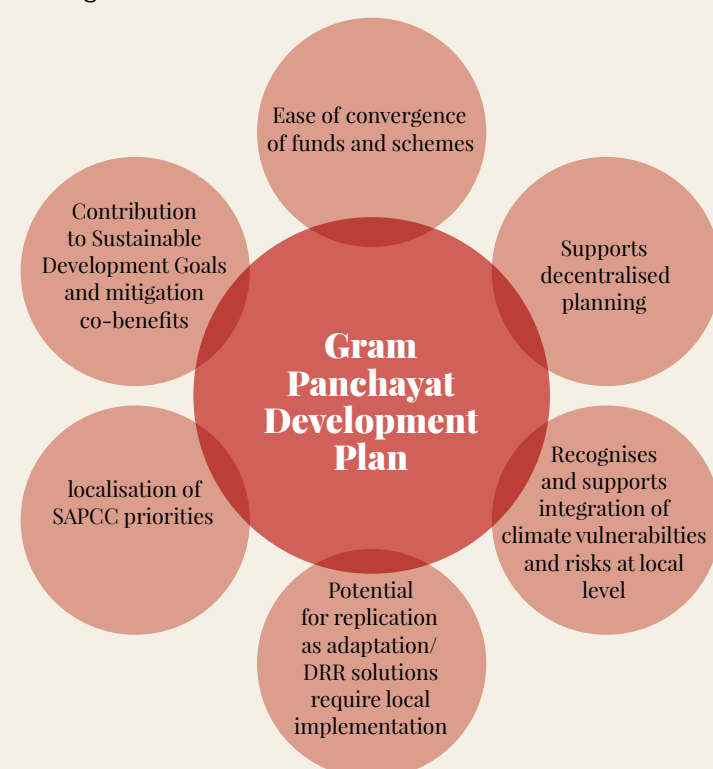 Ease of convergence
of funds and schemes
Supports
decentralised
planning
Recognises
and supports
integration of
climate vulnerabilties
and risks at local
level
Potential
for replication
as adaptation/
DRR solutions
require local
implementation
localisation of
SAPCC priorities
Contribution
to Sustainable
Development Goals
and mitigation
co-benefits
Gram
Panchayat
Development
Plan